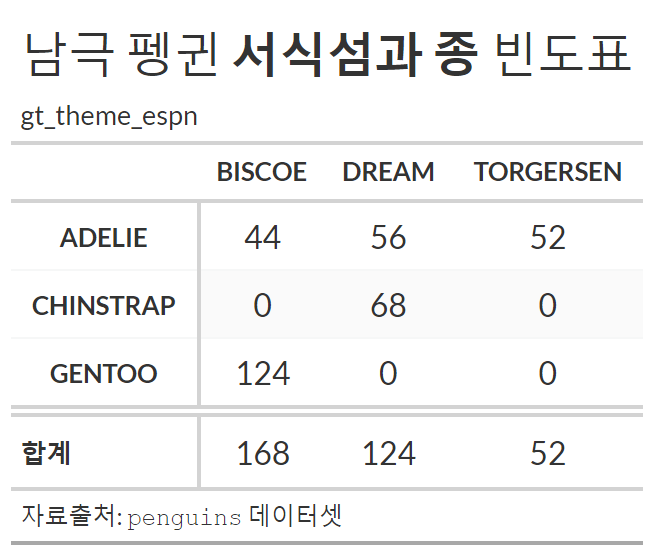 남극 펭귄 서식섬과 종 빈도표
gt_theme_espn
BISCOE DREAM TORGERSEN
ADELIE 44 56 52
CHINSTRAP 0 68 0
GENTOO 124 0 0
합계 168 124 52
자료출처: penguins 데이터셋